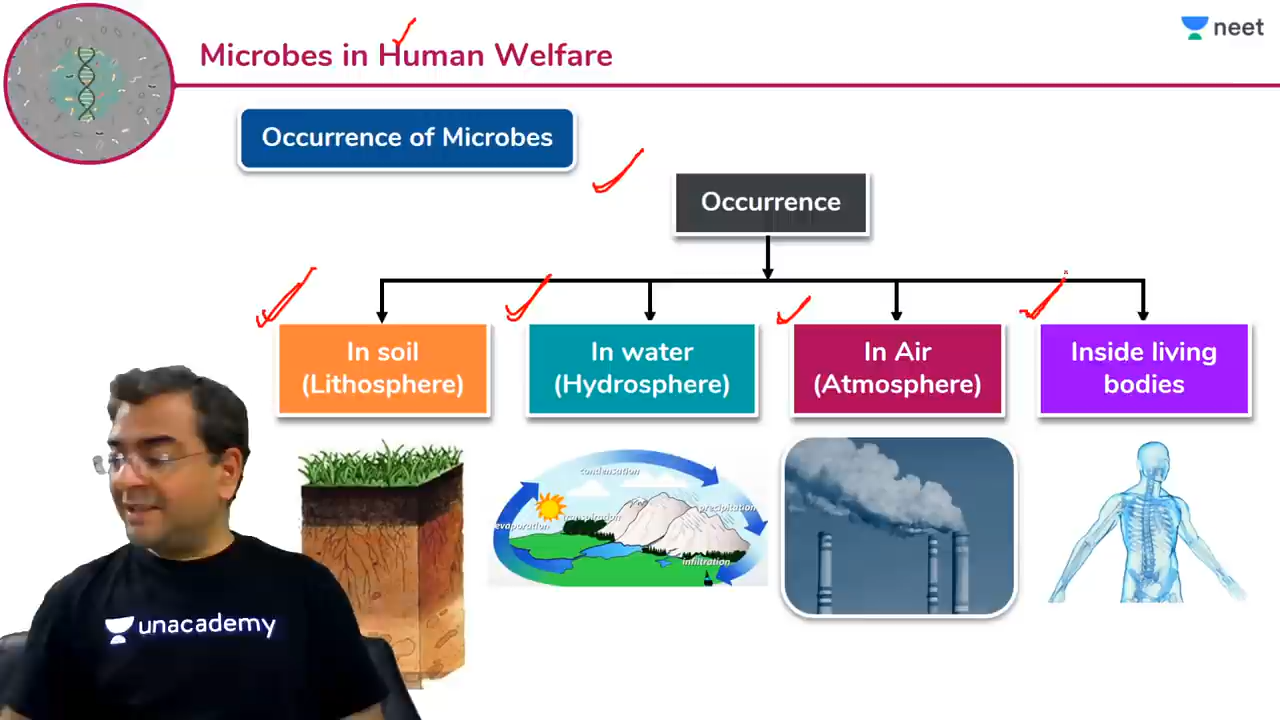 neet
Microbes in Human Welfare
Occurrence of Microbes
Occurrence
In soil
(Lithosphere)
In water
(Hydrosphere)
In Air
(Atmosphere)
Inside living
bodies
condensation
precipitation
transpiration
evaporation
infiltration
unacademy